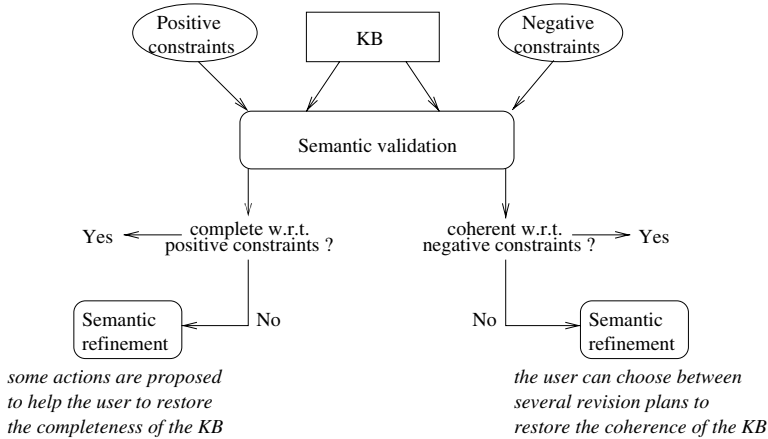 Positive
constraints
KB
Negative
constraints
Semantic validation
Yes
complete w.r.t.
positive constraints ?
coherent w.r.t.
negative constraints ?
Yes
No
Semantic
refinement
some actions are proposed
to help the user to restore
the completeness of the KB
No
Semantic
refinement
the user can choose between
several revision plans to
restore the coherence of the KB